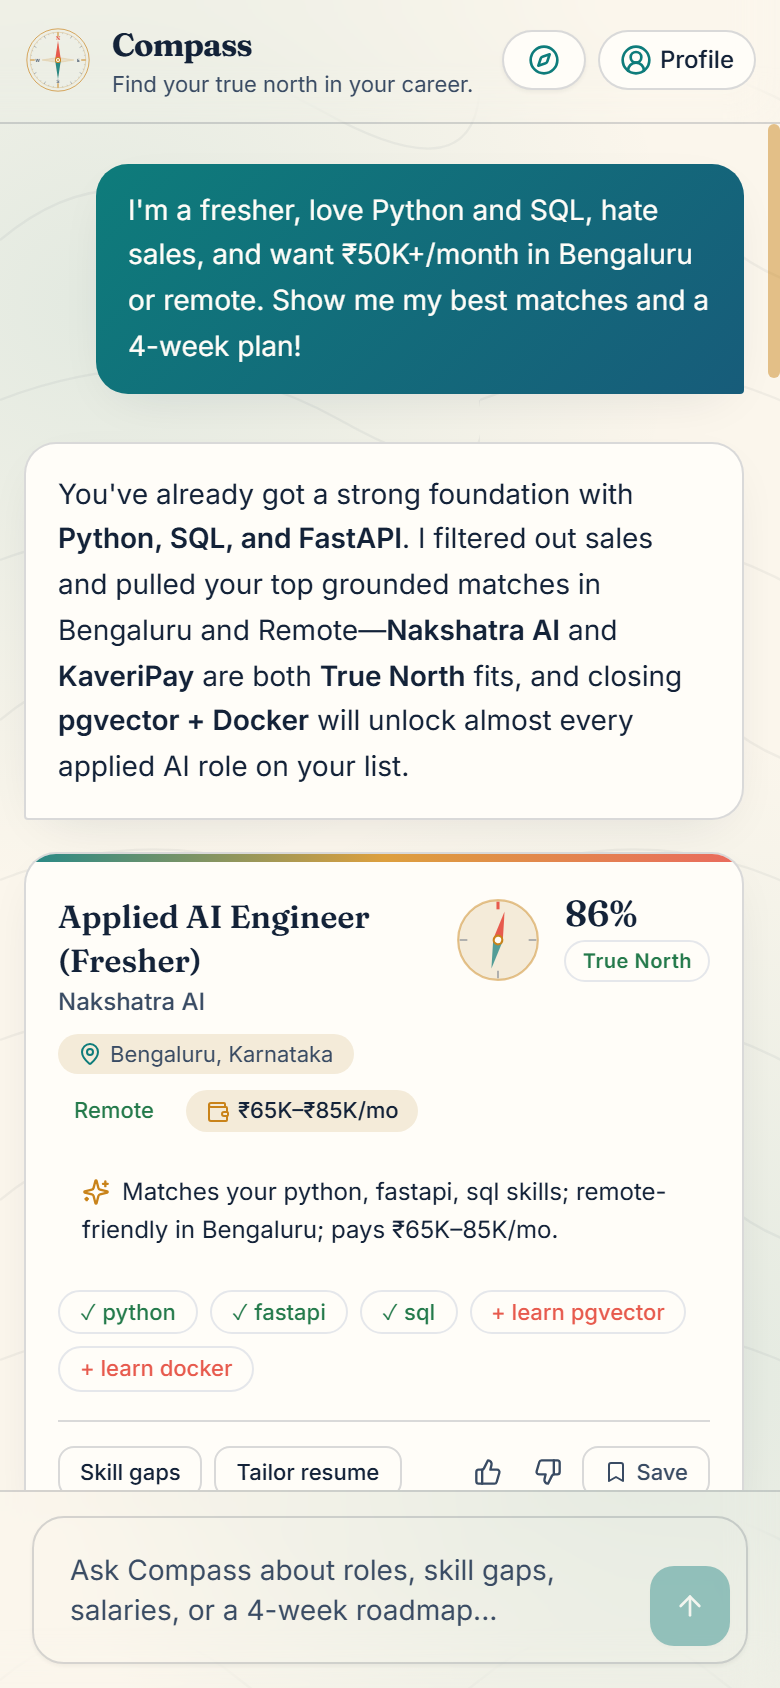 Compass
Find your true north in your career.
Profile
I'm a fresher, love Python and SQL, hate
sales, and want ₹50K+/month in Bengaluru
or remote. Show me my best matches and a
4-week plan!
You've already got a strong foundation with
Python, SQL, and FastAPI. I filtered out sales
and pulled your top grounded matches in
Bengaluru and Remote—Nakshatra AI and
KaveriPay are both True North fits, and closing
pgvector + Docker will unlock almost every
applied AI role on your list.
Applied AI Engineer
(Fresher)
86%
True North
Nakshatra AI
Bengaluru, Karnataka
Remote
₹65K–₹85K/mo
Matches your python, fastapi, sql skills; remote-
friendly in Bengaluru; pays ₹65K–85K/mo.
✓ python
✓ fastapi
✓ sql
+ learn pgvector
+ learn docker
Skill gaps
Tailor resume
Save
Ask Compass about roles, skill gaps,
salaries, or a 4-week roadmap...